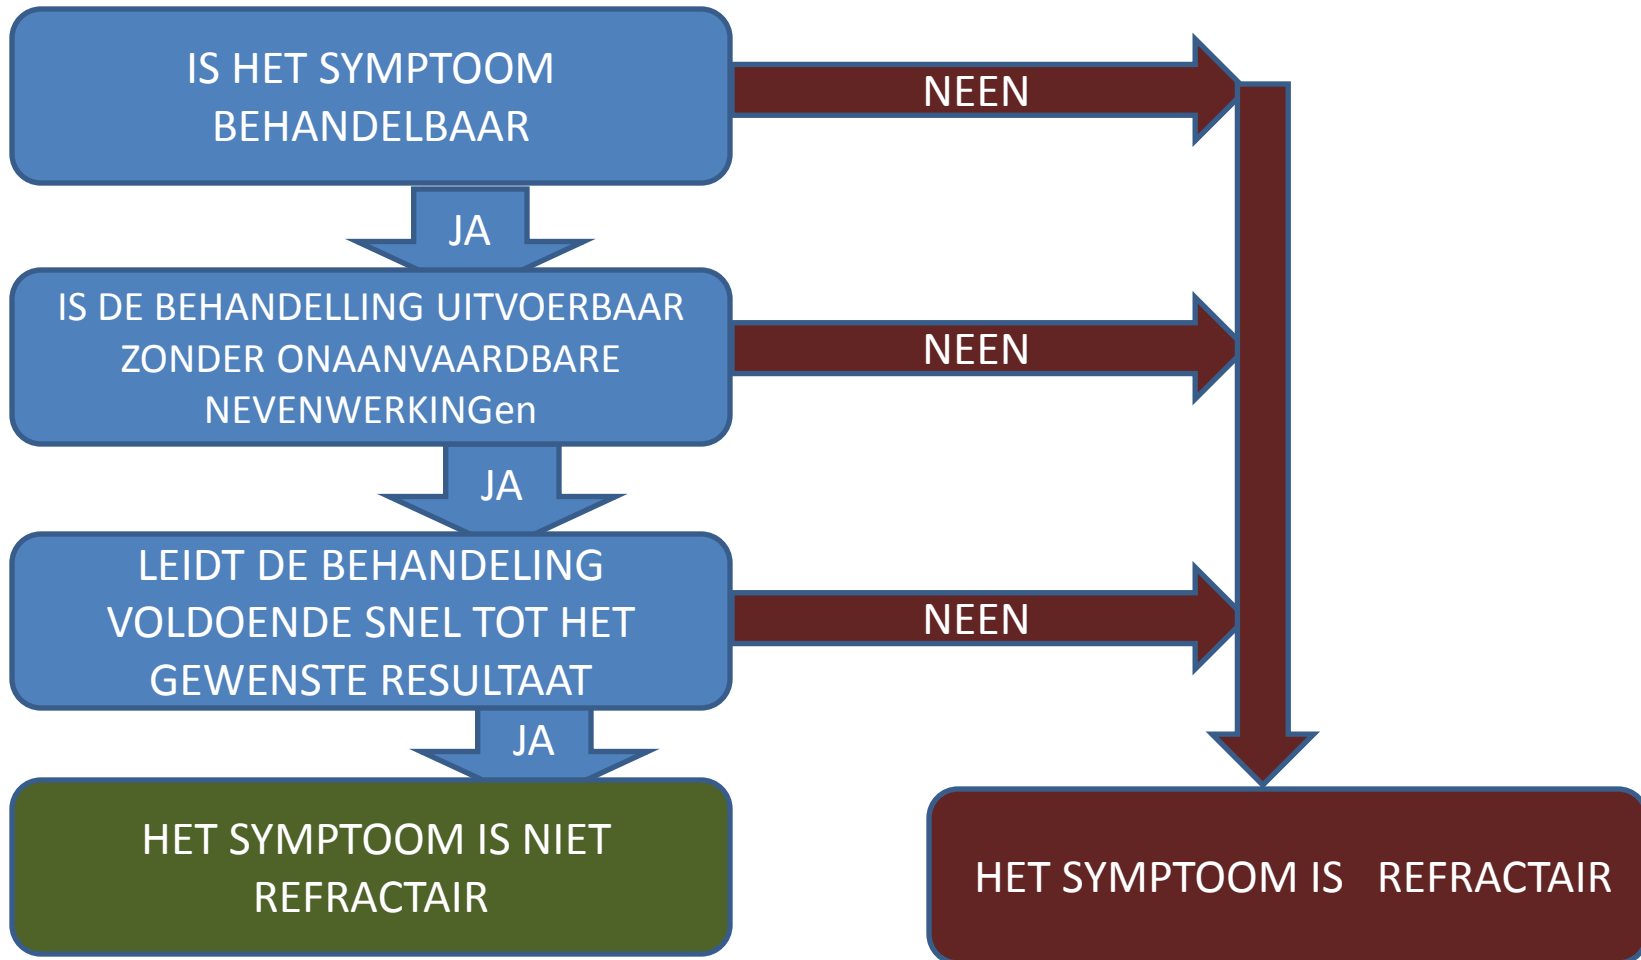 IS HET SYMPTOOM
BEHANDELBAAR
NEEN
JA
IS DE BEHANDELLING UITVOERBAAR
ZONDER ONAANVAARDBARE
NEVENWERKINGen
NEEN
JA
LEIDT DE BEHANDELING
VOLDOENDE SNEL TOT HET
GEWENSTE RESULTAAT
NEEN
JA
HET SYMPTOOM IS NIET
REFRACTAIR
HET SYMPTOOM IS   REFRACTAIR